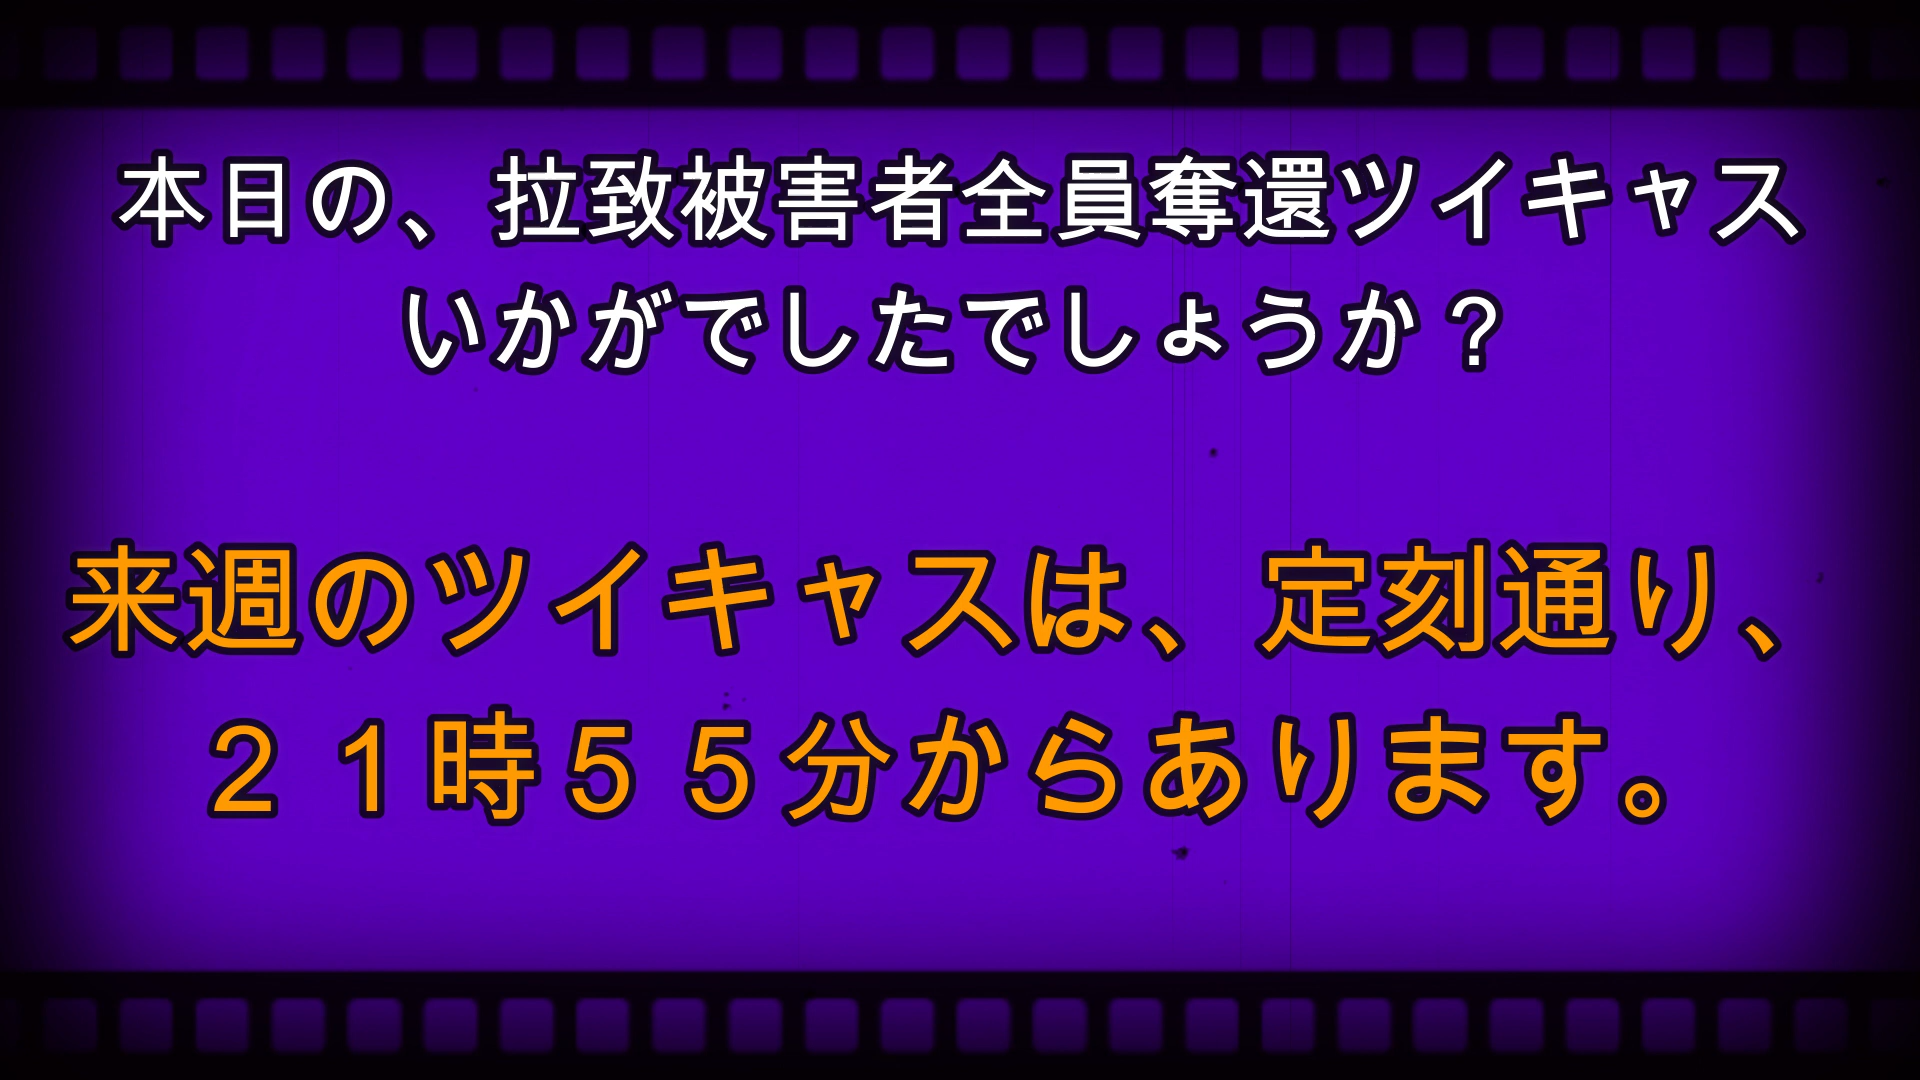 本日の、拉致被害者全員奪還ツイキャス
いかがでしたでしょうか？
来週のツイキャスは、定刻通り、
２１時５５分からあります。